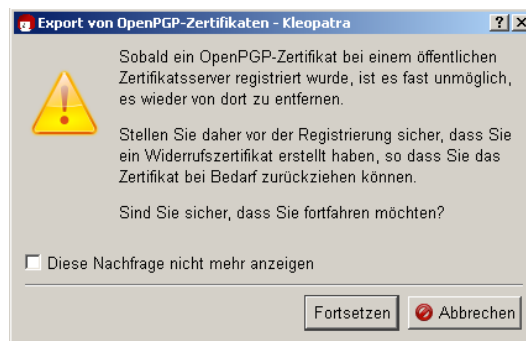 Export von OpenPGP-Zertifikaten - Kleopatra
Sobald ein OpenPGP-Zertifikat bei einem öffentlichen
Zertifikatsserver registriert wurde, ist es fast unmöglich,
es wieder von dort zu entfernen.
Stellen Sie daher vor der Registrierung sicher, dass Sie
ein Widerrufszertifikat erstellt haben, so dass Sie das
Zertifikat bei Bedarf zurückziehen können.
Sind Sie sicher, dass Sie fortfahren möchten?
Diese Nachfrage nicht mehr anzeigen
Fortsetzen Abbrechen